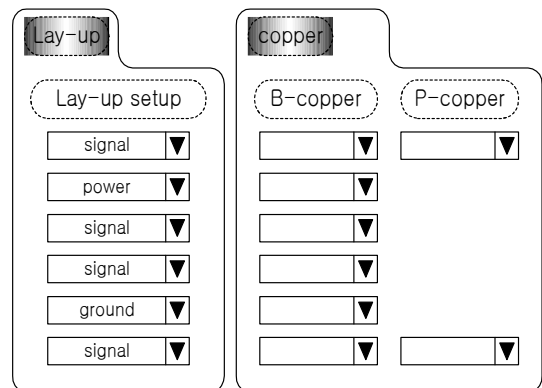 Lay-up
copper
Lay-up setup
B-copper
P-copper
signal
power
signal
signal
ground
signal